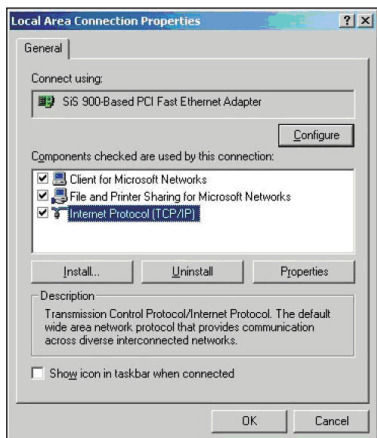 Local Area Connection Properties
General
Connect using:
SiS 900-Based PCI Fast Ethernet Adapter
Configure
Components checked are used by this connection:
Client for Microsoft Networks
File and Printer Sharing for Microsoft Networks
Internet Protocol (TCP/IP)
Install...
Uninstall
Properties
Description
Transmission Control Protocol/Internet Protocol. The default
wide area network protocol that provides communication
across diverse interconnected networks.
Show icon in taskbar when connected
OK
Cancel